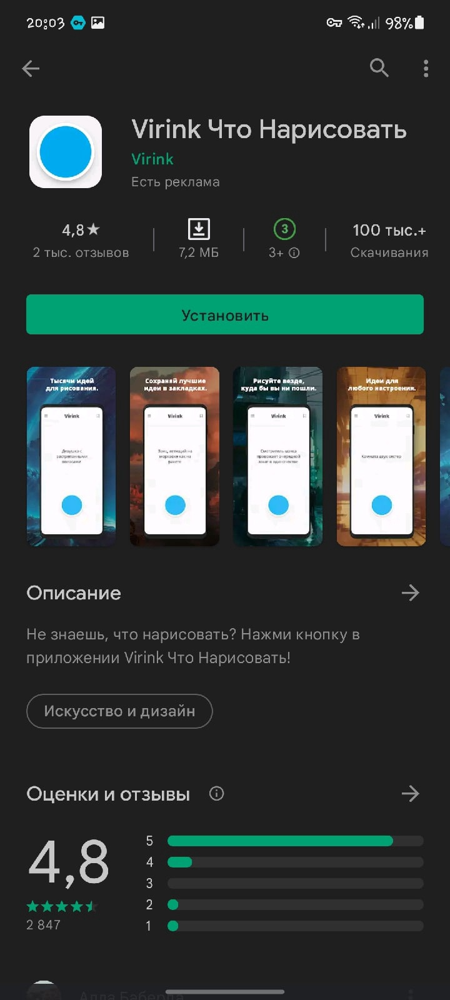 20:03
98%
Virink Что Нарисовать
Virink
Есть реклама
4,8★
2 тыс. отзывов
7,2 МБ
3
3+
100 тыс.+
Скачивания
Установить
Тысячи идей
для рисования.
Virink
Девушка с
растрепанными
волосами
Сохраняй лучшие
идеи в закладках.
Virink
Заяц, летящий на
морковке как на
ракете
Рисуйте везде,
куда бы вы ни пошли.
Virink
Смотритель маяка
провожает очередной
закат в одиночестве
Идеи для
любого настроения.
Virink
Комната двух сестер
Описание
Не знаешь, что нарисовать? Нажми кнопку в
приложении Virink Что Нарисовать!
Искусство и дизайн
Оценки и отзывы
4,8
2 847
5
4
3
2
1
Алла